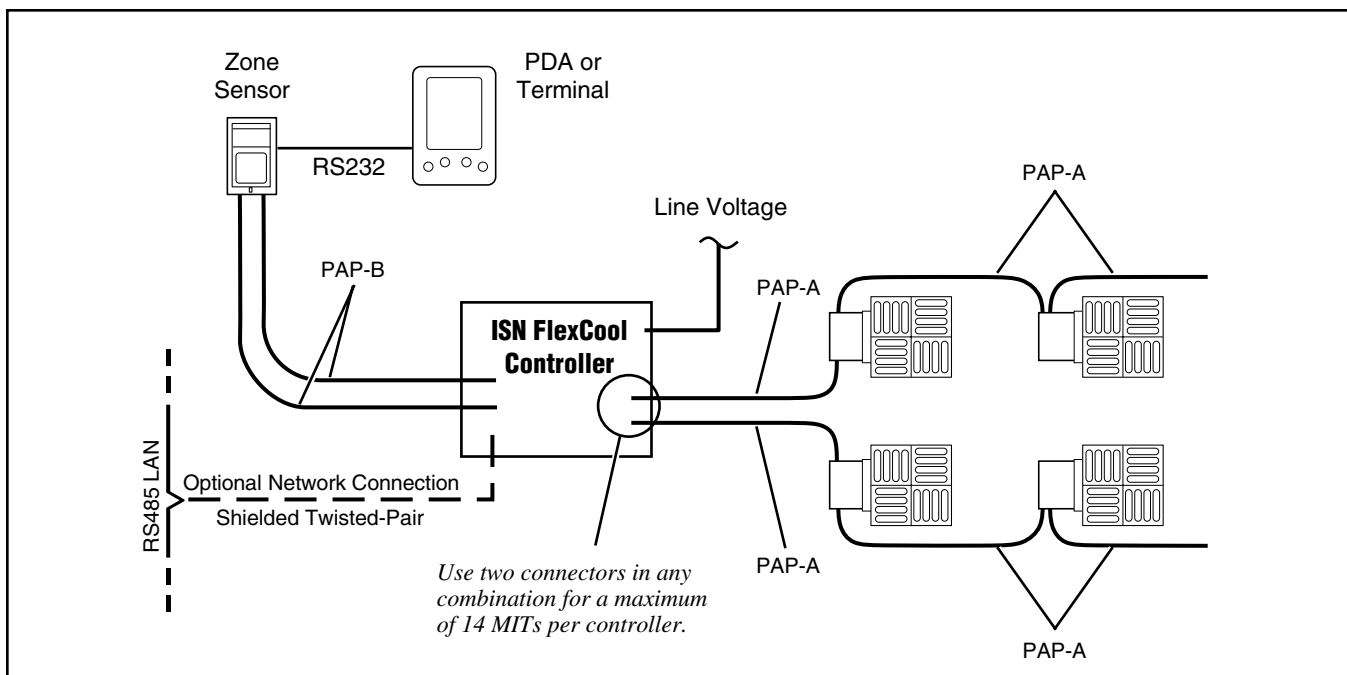 Zone
Sensor
PDA or
Terminal
RS232
PAP-A
Line Voltage
PAP-B
PAP-A
ISN FlexCool
Controller
RS485 LAN
Optional Network Connection
Shielded Twisted-Pair
PAP-A
Use two connectors in any
combination for a maximum
of 14 MITs per controller.
PAP-A